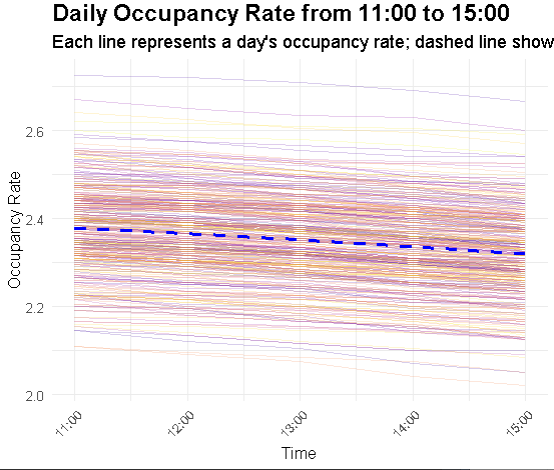 Daily Occupancy Rate from 11:00 to 15:00
Each line represents a day's occupancy rate; dashed line show
2.6
2.4
2.2
2.0
Occupancy Rate
11:00
12:00
13:00
14:00
15:00
Time